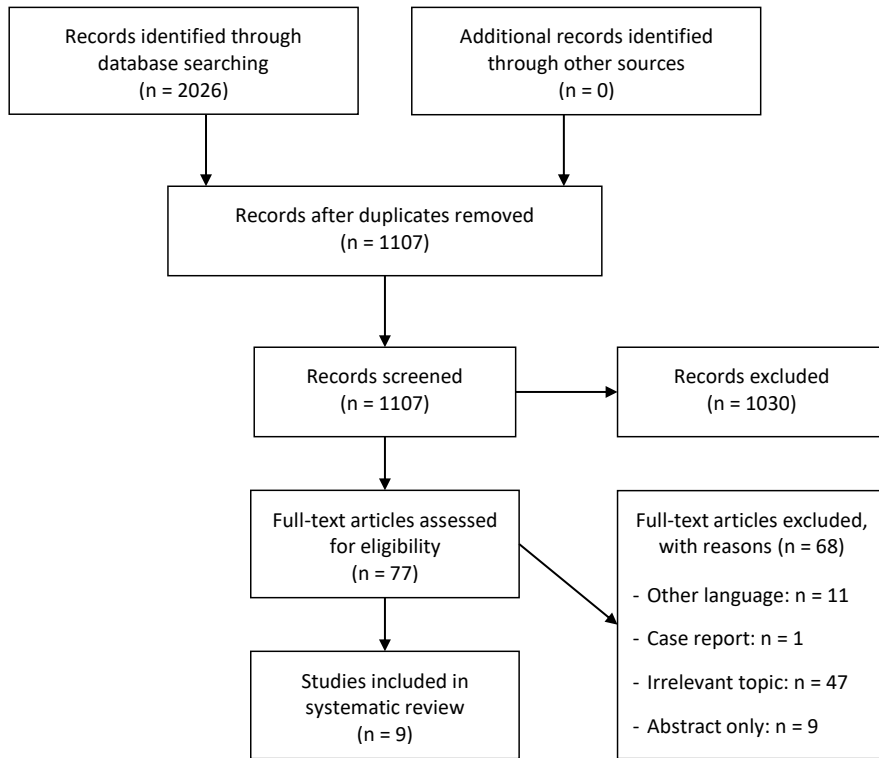 Records identified through
database searching
(n = 2026)
Additional records identified
through other sources
(n = 0)
Records after duplicates removed
(n = 1107)
Records screened
(n = 1107)
Records excluded
(n = 1030)
Full-text articles assessed
for eligibility
(n = 77)
Full-text articles excluded,
with reasons (n = 68)
- Other language: n = 11
- Case report: n = 1
- Irrelevant topic: n = 47
- Abstract only: n = 9
Studies included in
systematic review
(n = 9)